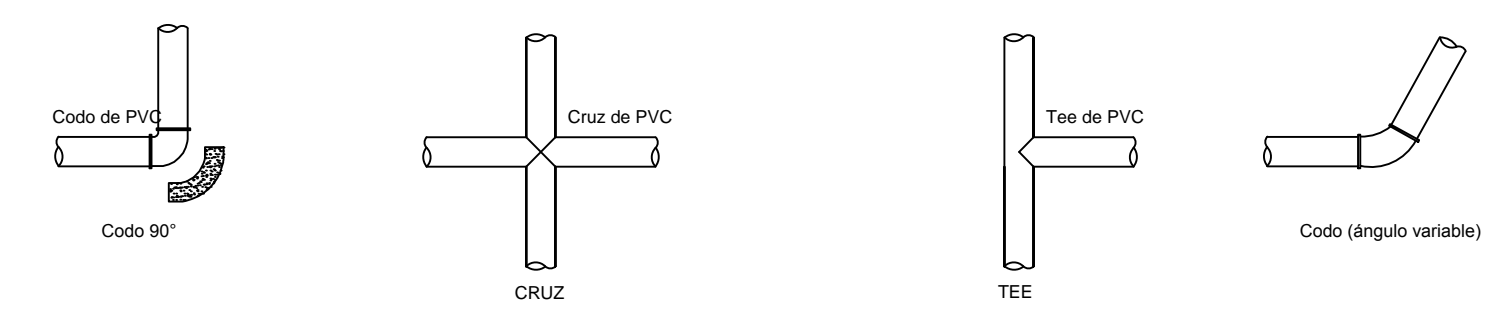 Codo de PVC
Codo 90°
Cruz de PVC
CRUZ
Tee de PVC
TEE
Codo (ángulo variable)